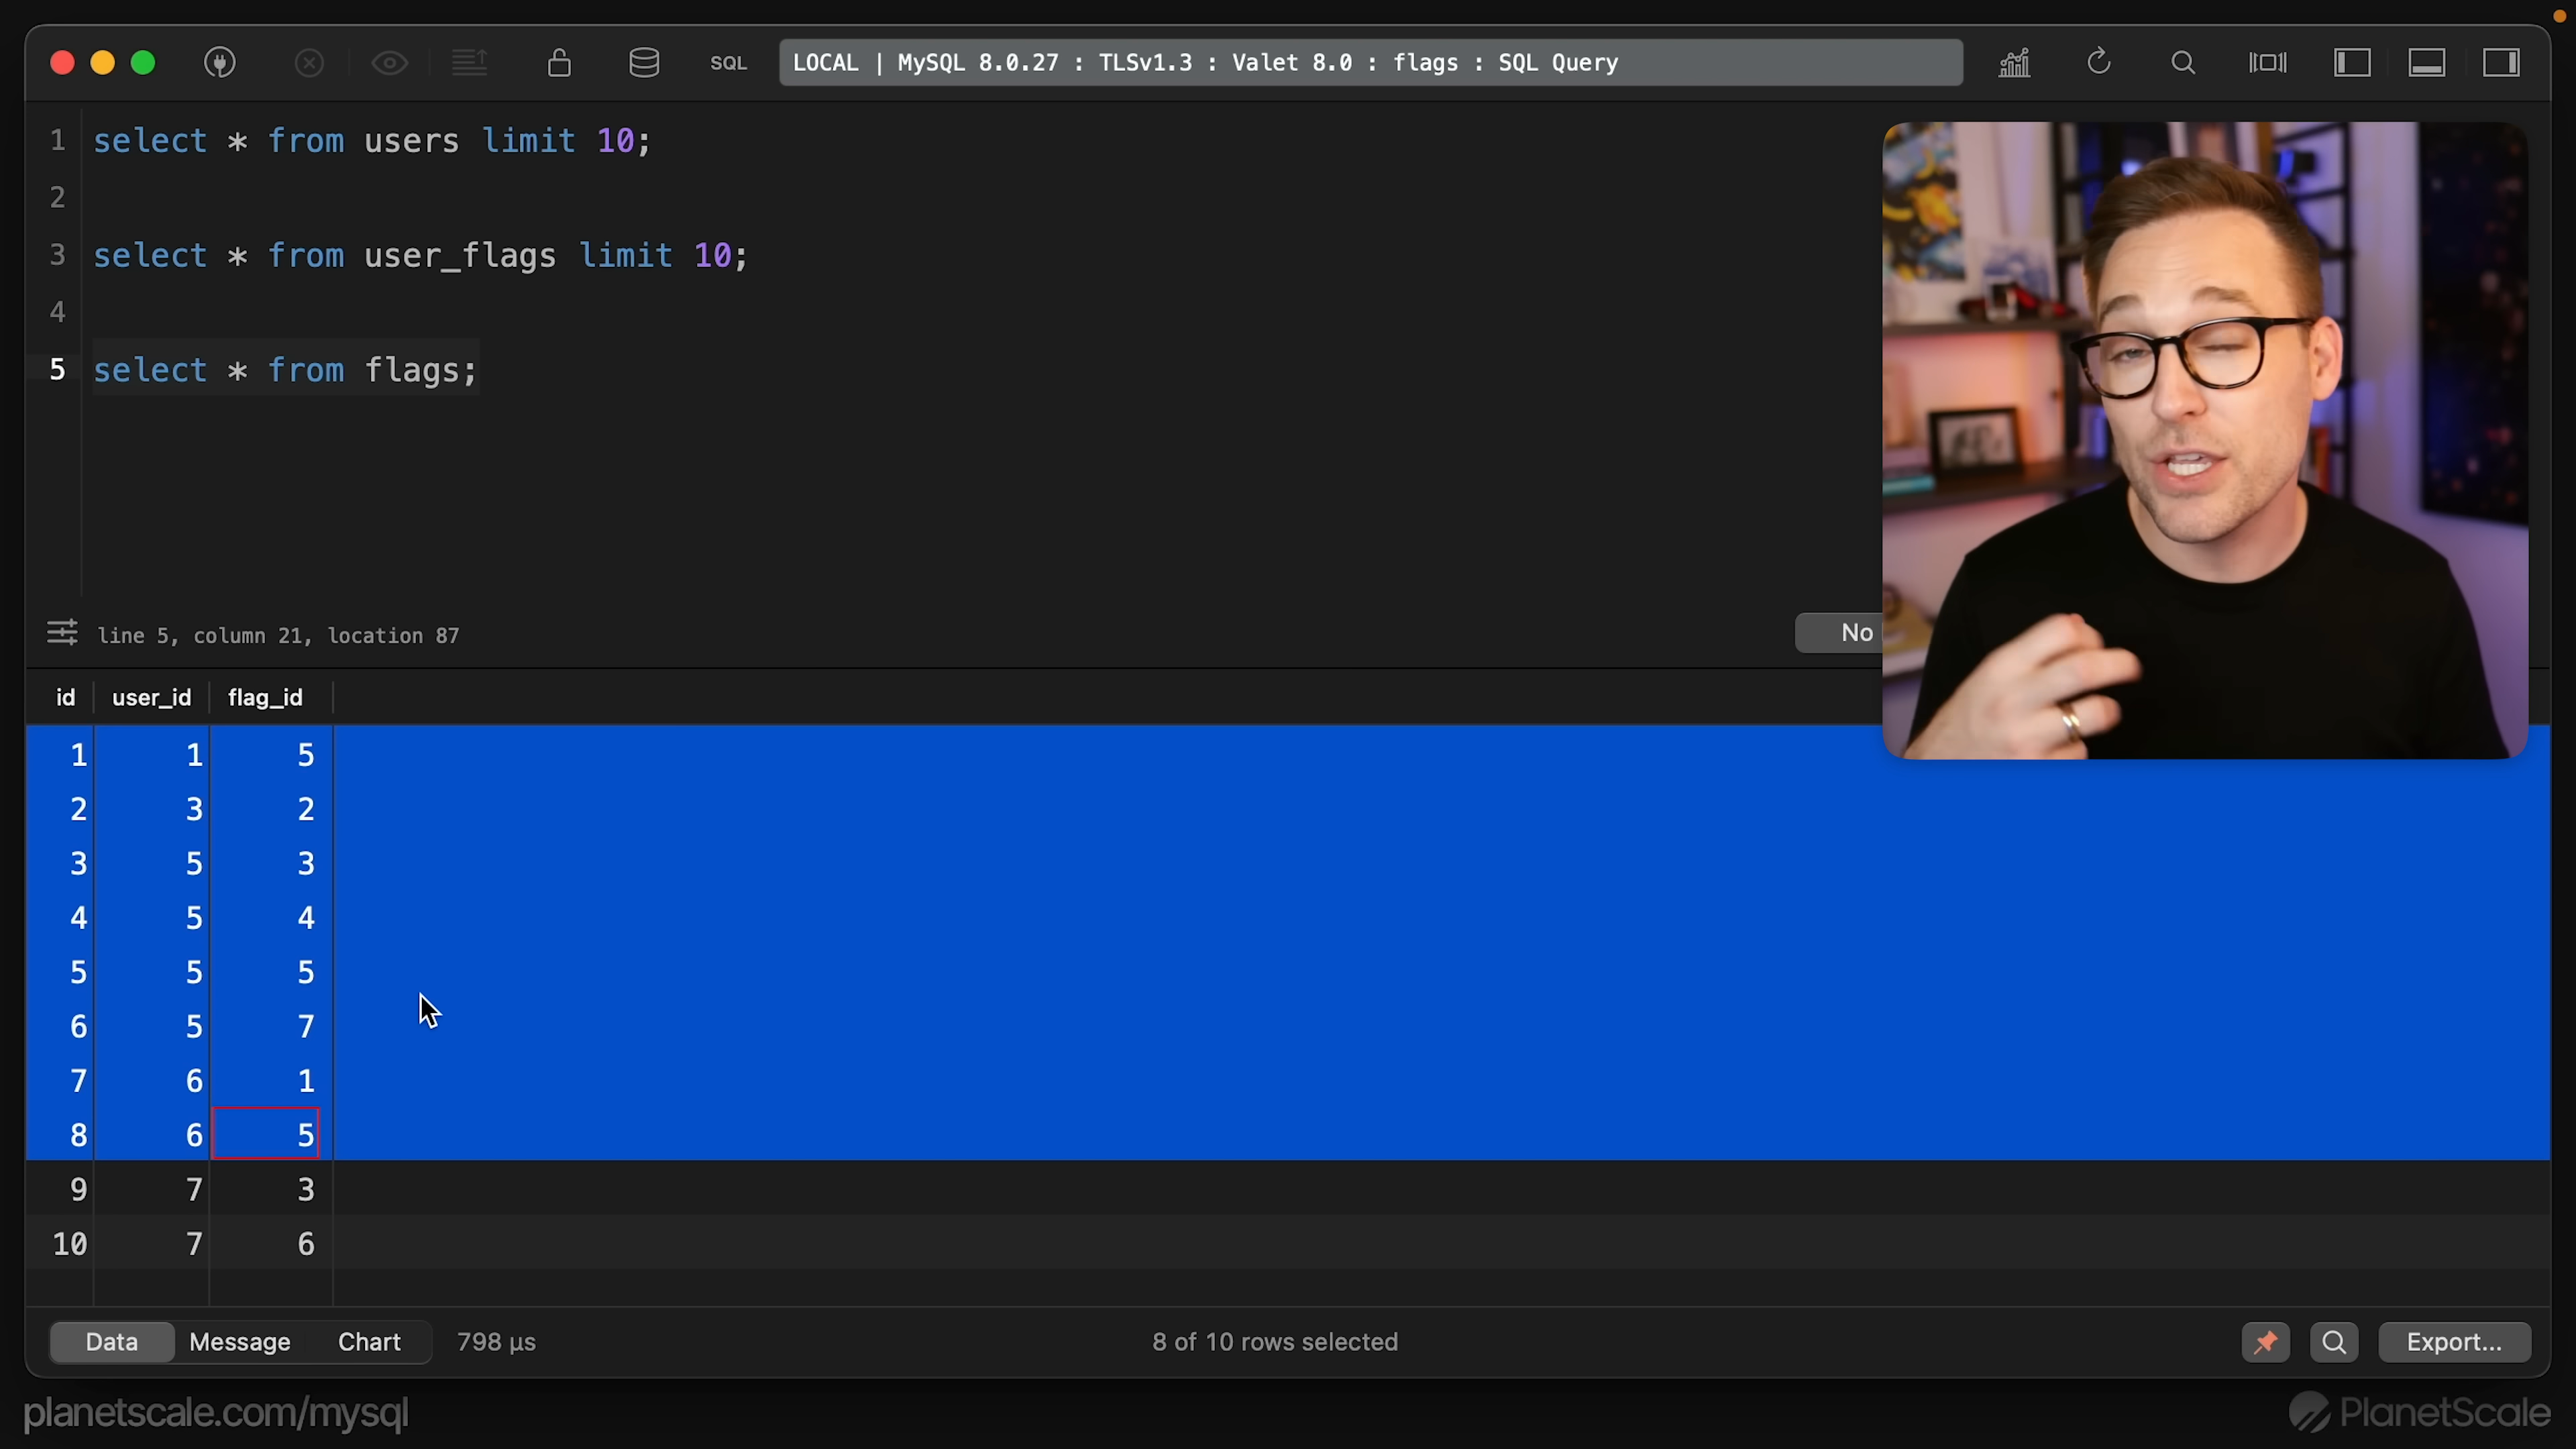 SQL LOCAL | MySQL 8.0.27 : TLSv1.3 : Valet 8.0 : flags : SQL Query
1 select * from users limit 10;
2
3 select * from user_flags limit 10;
4
5 select * from flags;
line 5, column 21, location 87
No
id user_id flag_id
1 1 5
2 3 2
3 5 3
4 5 4
5 5 5
6 5 7
7 6 1
8 6 5
9 7 3
10 7 6
Data Message Chart 798 µs 8 of 10 rows selected Export...
planetscale.com/mysql PlanetScale